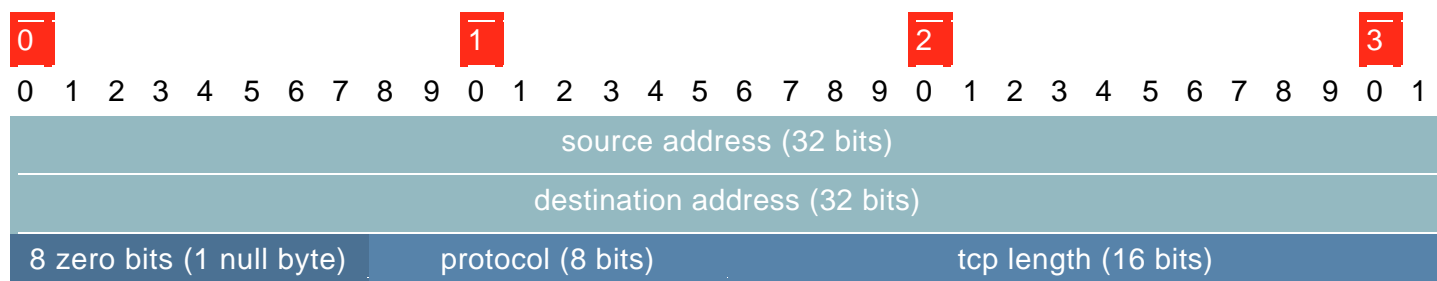 0 1 2 3
0 1 2 3 4 5 6 7 8 9 0 1 2 3 4 5 6 7 8 9 0 1 2 3 4 5 6 7 8 9 0 1
source address (32 bits)
destination address (32 bits)
8 zero bits (1 null byte) protocol (8 bits) tcp length (16 bits)